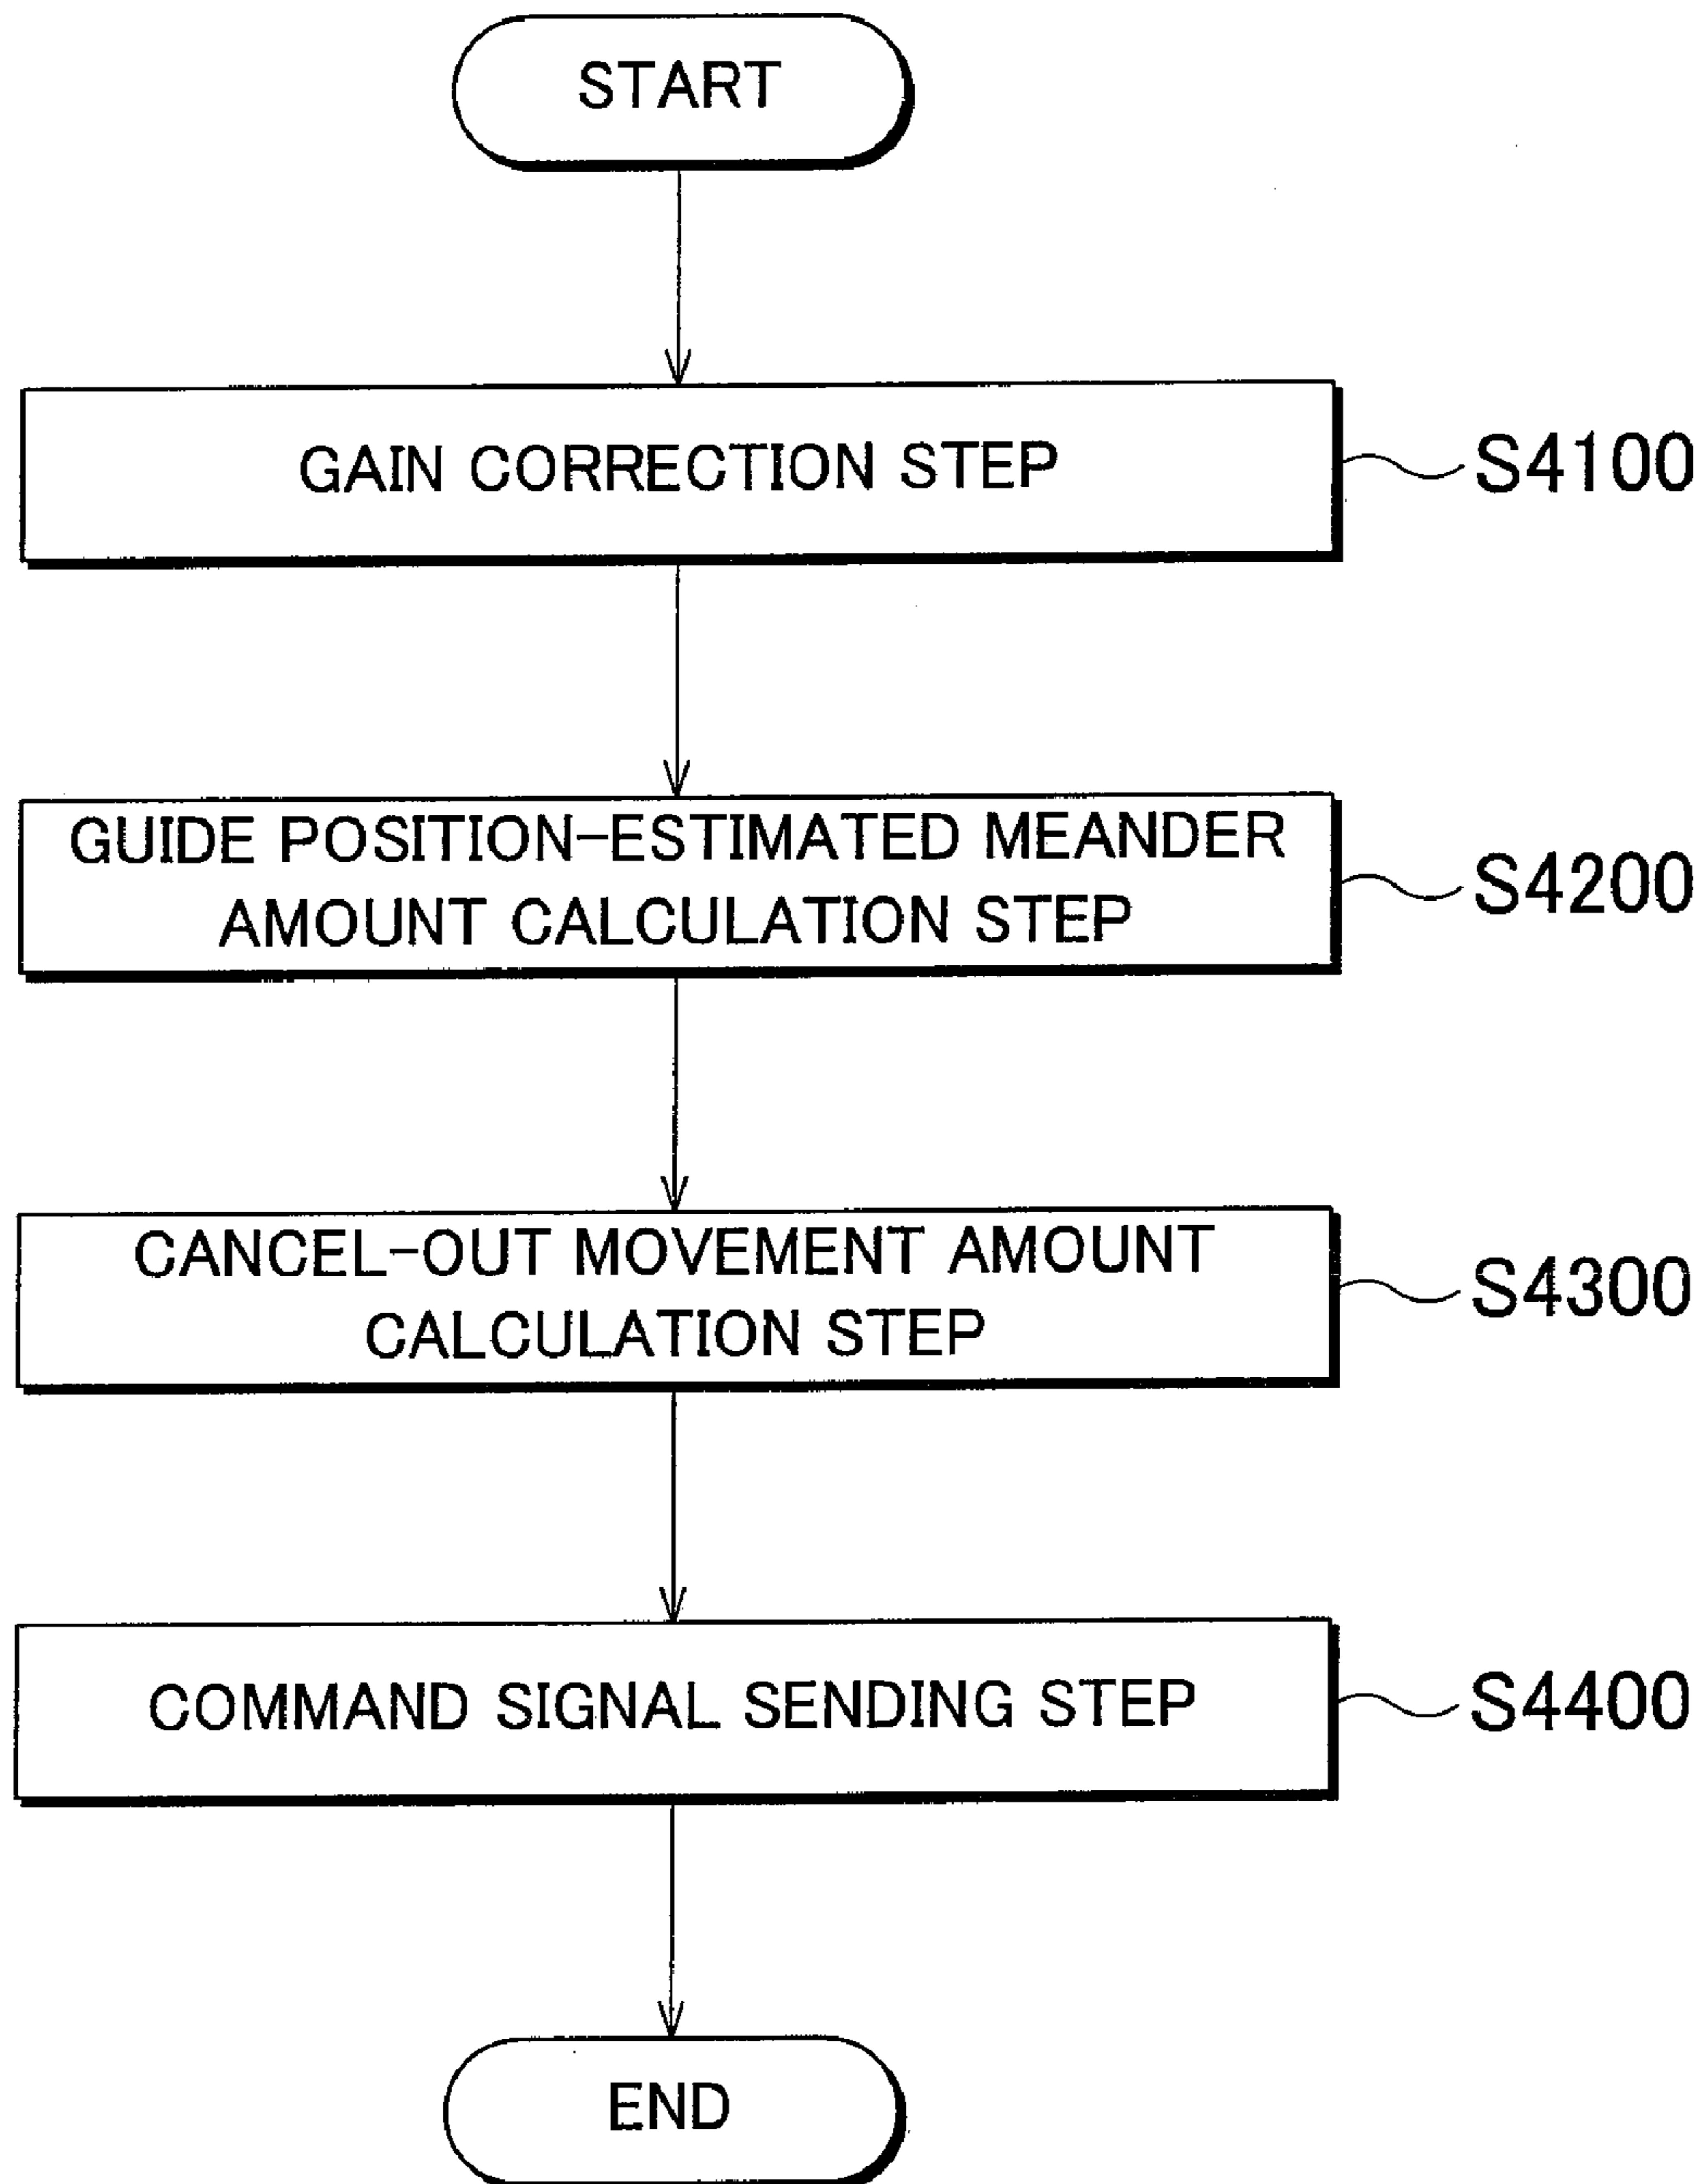 START
GAIN CORRECTION STEP
S4100
GUIDE POSITION-ESTIMATED MEANDER
AMOUNT CALCULATION STEP
S4200
CANCEL-OUT MOVEMENT AMOUNT
CALCULATION STEP
S4300
COMMAND SIGNAL SENDING STEP
S4400
END